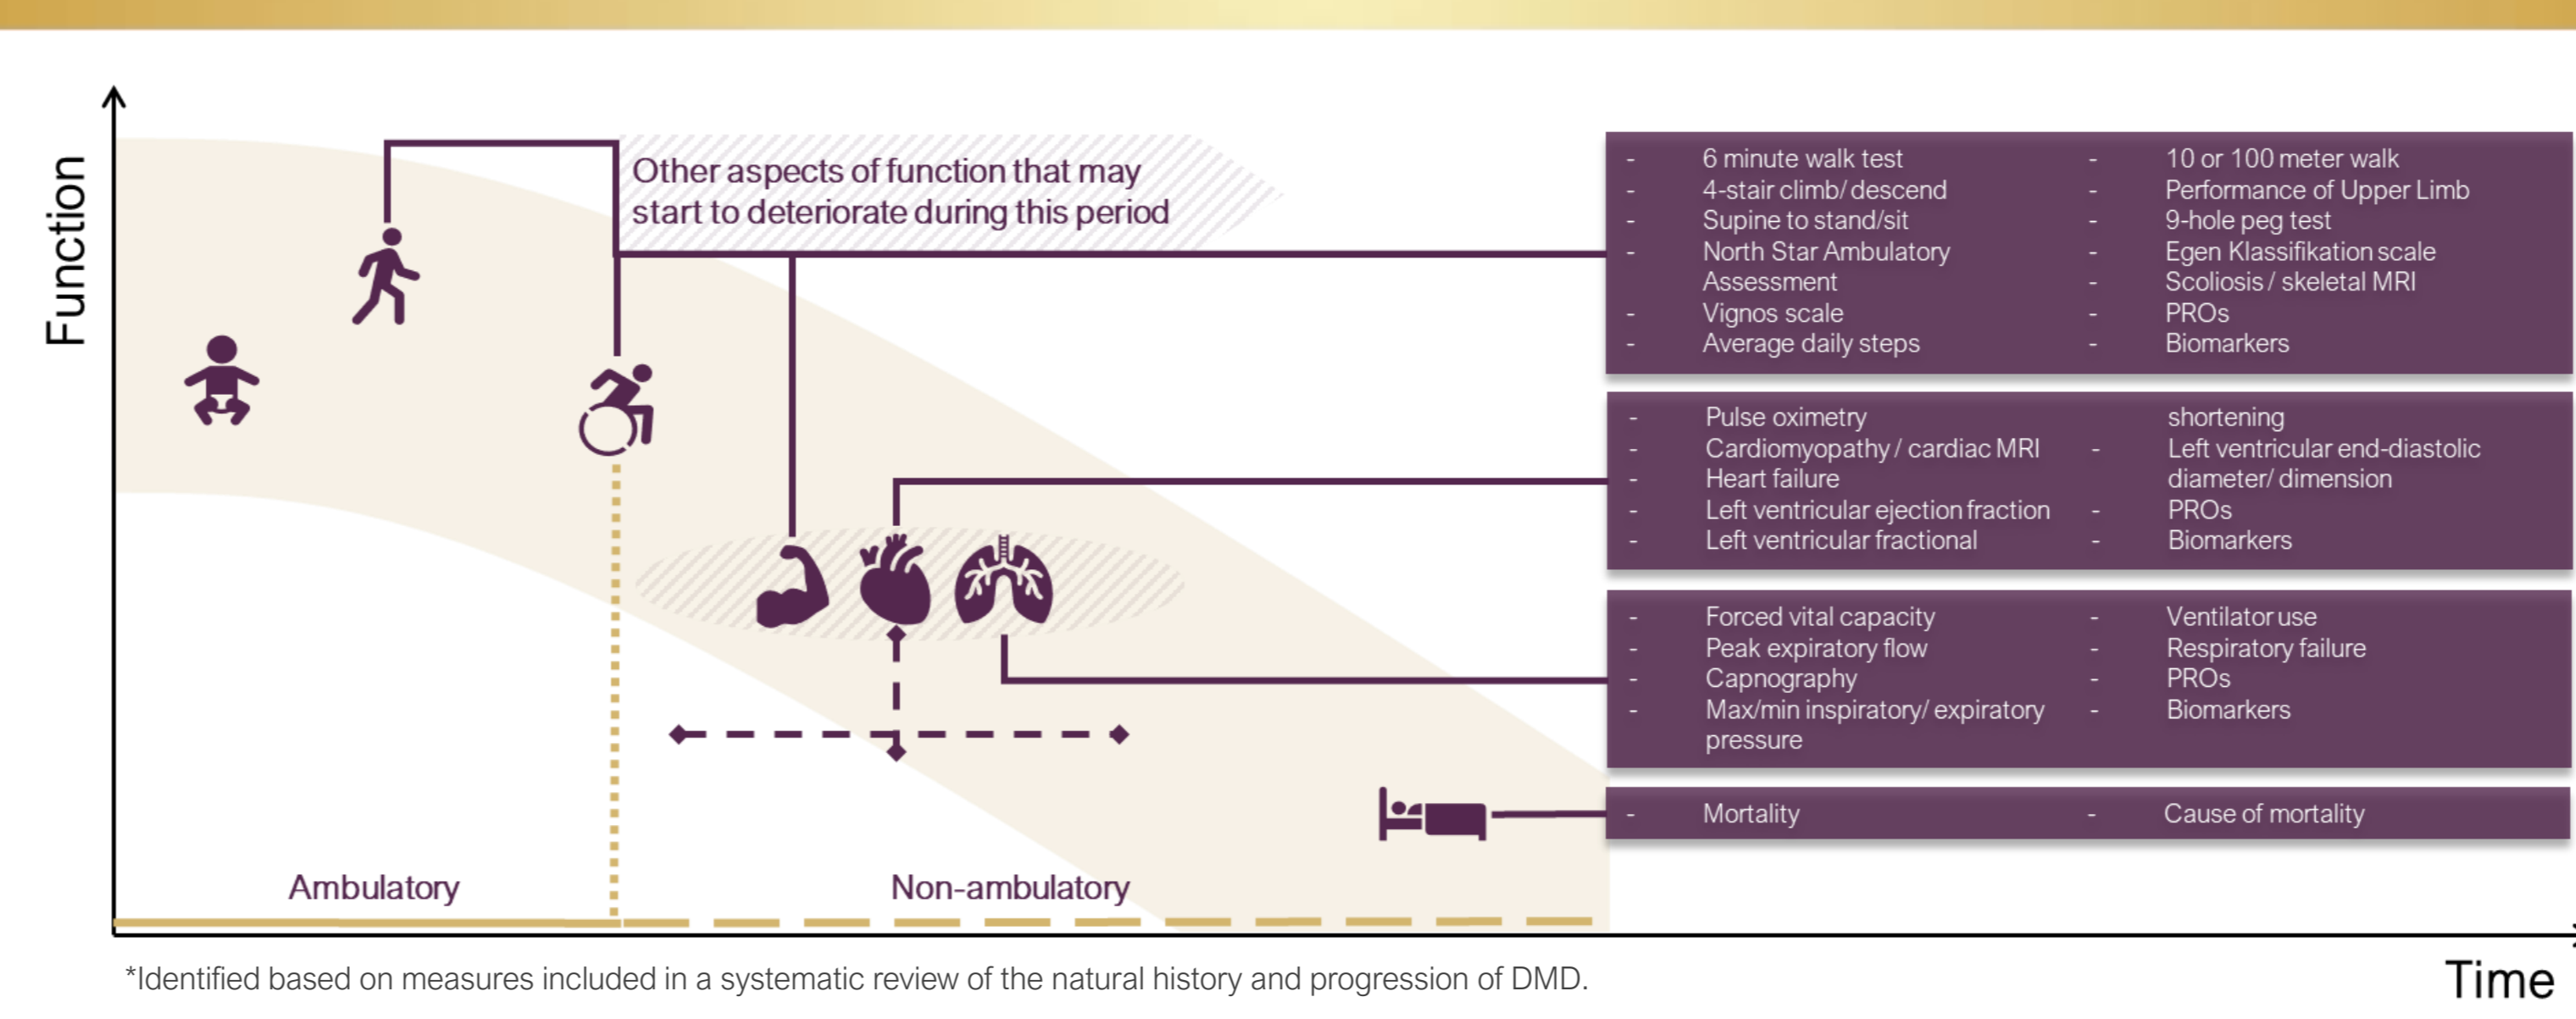 Function
Other aspects of function that may
start to deteriorate during this period
- 6 minute walk test
- 4-stair climb/descend
- Supine to stand/sit
- North Star Ambulatory
Assessment
- Vignos scale
- Average daily steps
- 10 or 100 meter walk
- Performance of Upper Limb
- 9-hole peg test
- Egen Klassifikation scale
- Scoliosis / skeletal MRI
- PROs
- Biomarkers
- Pulse oximetry
- Cardiomyopathy / cardiac MRI
- Heart failure
- Left ventricular ejection fraction
- Left ventricular fractional
shortening
- Left ventricular end-diastolic
diameter/ dimension
- PROs
- Biomarkers
- Forced vital capacity
- Peak expiratory flow
- Capnography
- Max/min inspiratory/ expiratory
pressure
- Ventilator use
- Respiratory failure
- PROs
- Biomarkers
- Mortality
- Cause of mortality
Ambulatory
Non-ambulatory
*Identified based on measures included in a systematic review of the natural history and progression of DMD.
Time